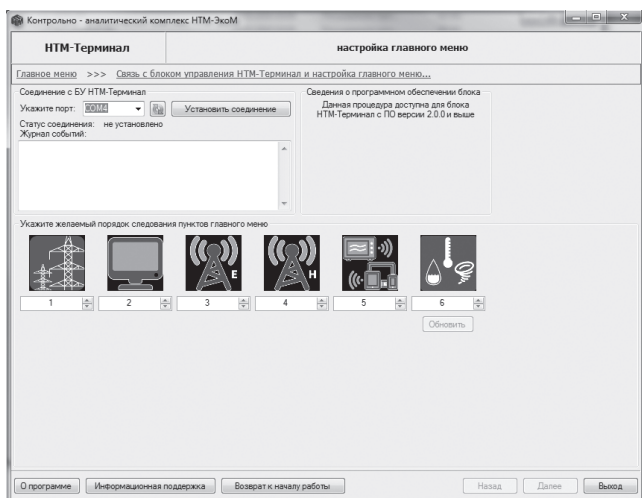 Контрольно - аналитический комплекс НТМ-ЭкоМ
НТМ-Терминал
настройка главного меню
Главное меню >>> Связь с блоком управления НТМ-Терминал и настройка главного меню...
Соединение с БУ НТМ-Терминал
Укажите порт: COM4 Установить соединение
Статус соединения: не установлено
Журнал событий:
Сведения о программном обеспечении блока
Данная процедура доступна для блока
НТМ-Терминал с ПО версии 2.0.0 и выше
Укажите желаемый порядок следования пунктов главного меню
E H
1 2 3 4 5 6
Обновить
О программе Информационная поддержка Возврат к началу работы Назад Далее Выход